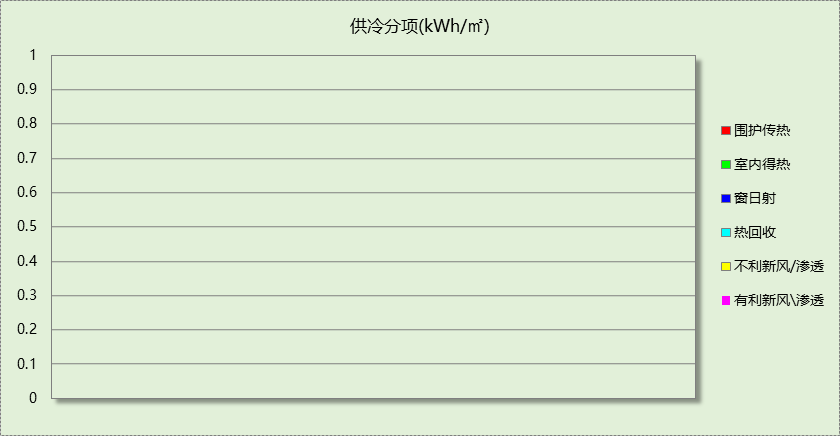 供冷分项(kWh/㎡)
1
0.9
0.8
0.7
0.6
0.5
0.4
0.3
0.2
0.1
0
围护传热
室内得热
窗日射
热回收
不利新风/渗透
有利新风\渗透